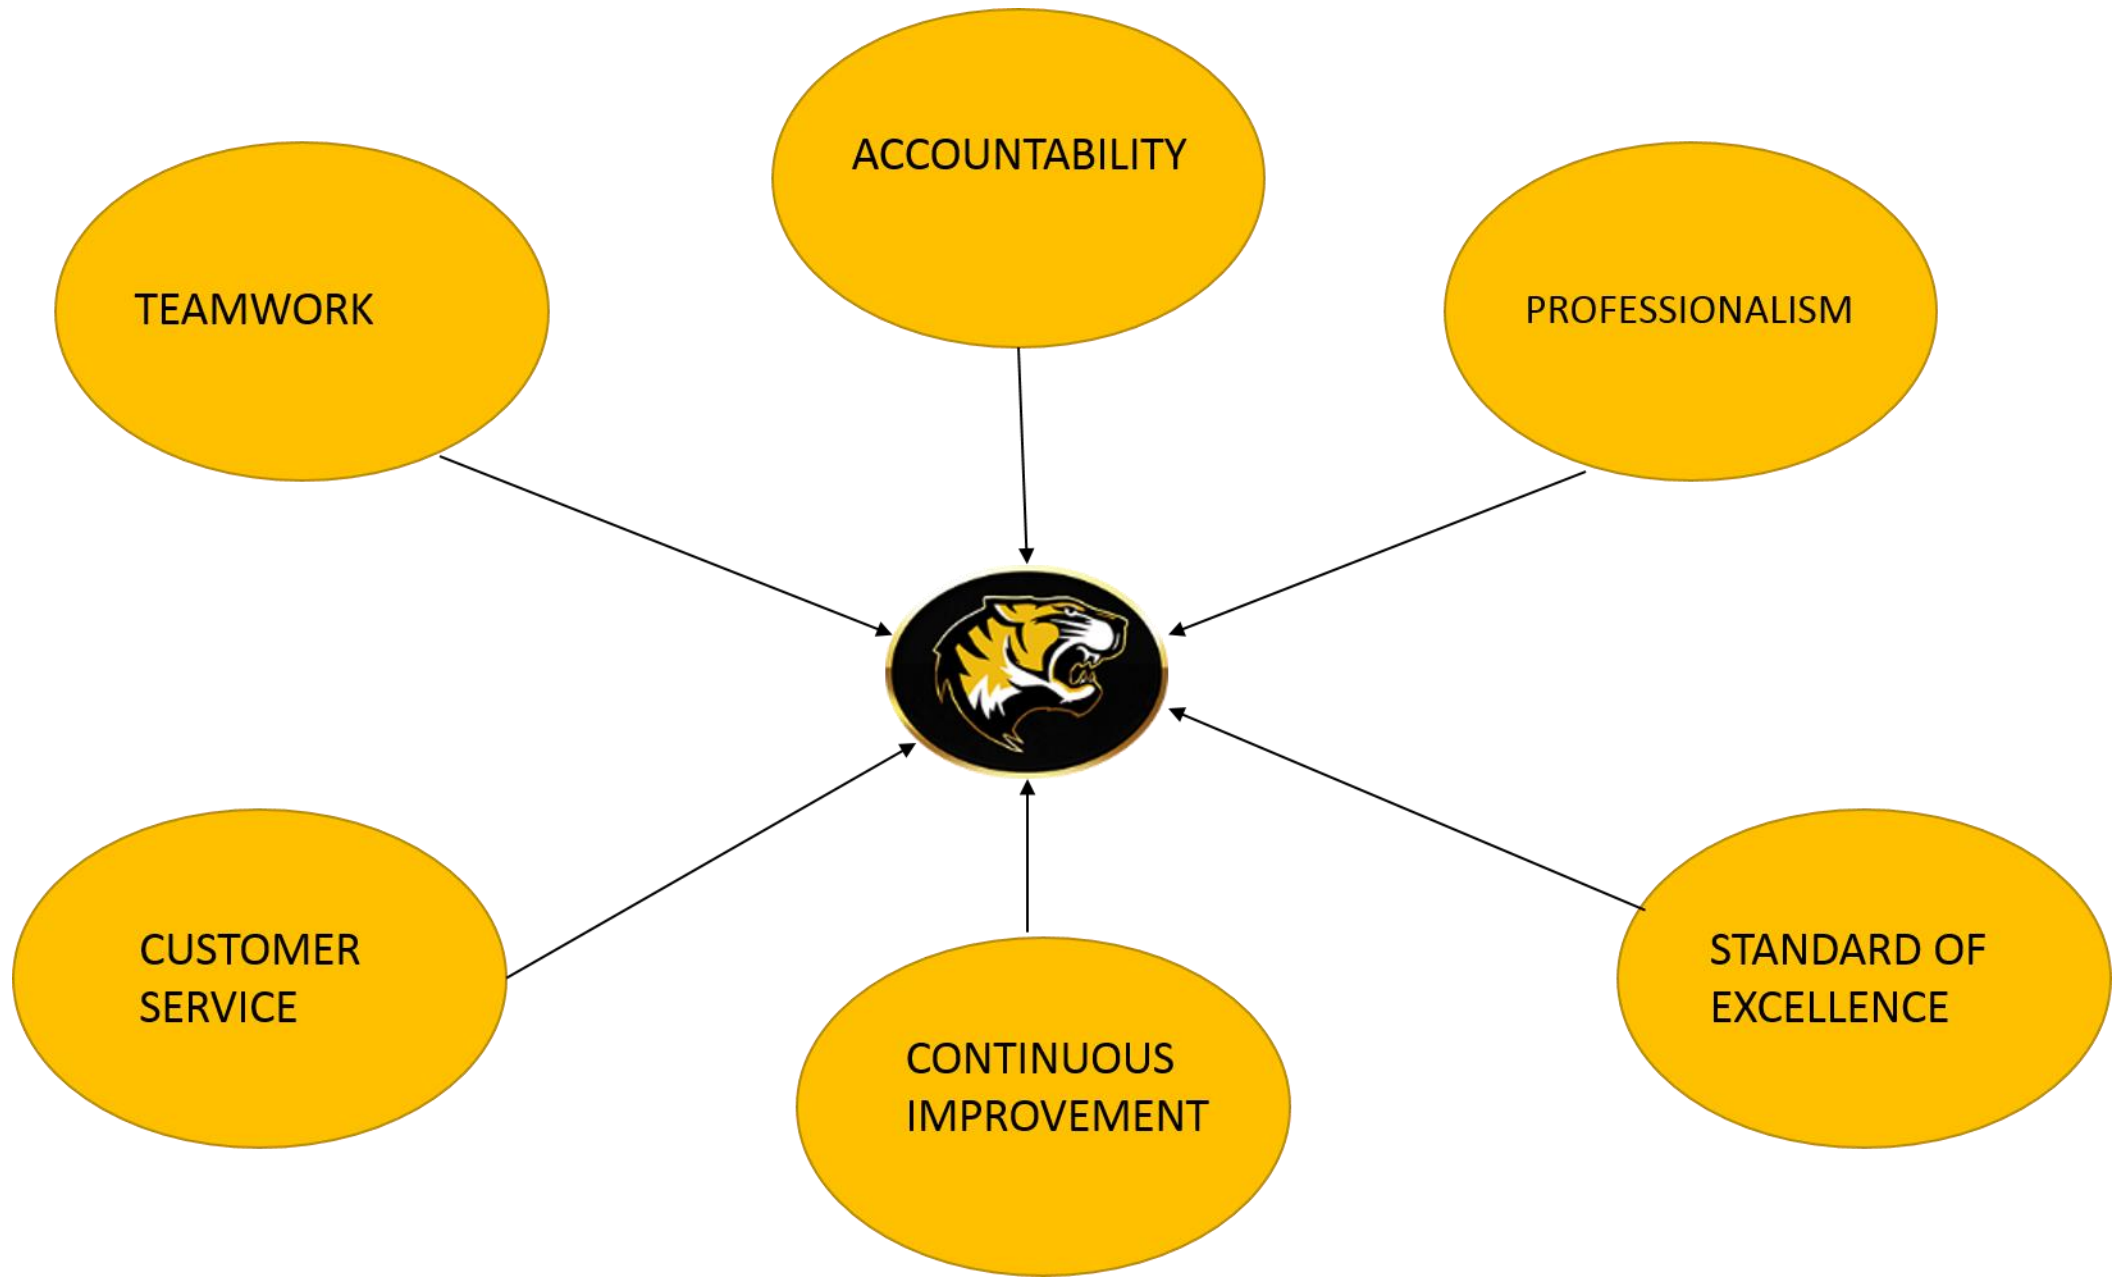 ACCOUNTABILITY
TEAMWORK
PROFESSIONALISM
CUSTOMER
SERVICE
STANDARD OF
EXCELLENCE
CONTINUOUS
IMPROVEMENT